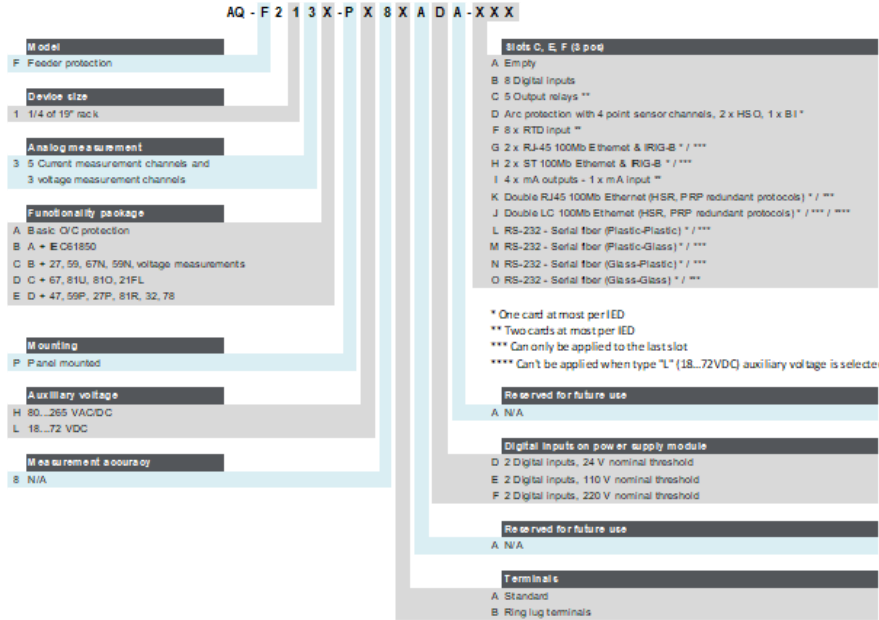 AQ - F 2 1 3 X - P X 8 X A D A - X X X
Model
F Feeder protection
Device size
1 1/4 of 19" rack
Analog measurement
3 5 Current measurement channels and
3 voltage measurement channels
Functionality package
A Basic O/C protection
B A + IEC61850
C B + 27, 59, 67N, 59N, voltage measurements
D C + 67, 81U, 81O, 21FL
E D + 47, 59P, 27P, 81R, 32, 78
Mounting
P Panel mounted
Auxiliary voltage
H 80...265 VAC/DC
L 18...72 VDC
Measurement accuracy
8 N/A
Slots C, E, F (3 pos)
A Empty
B 8 Digital inputs
C 5 Output relays **
D Arc protection with 4 point sensor channels, 2 x HSO, 1 x BI *
F 8 x RTD input **
G 2 x RJ-45 100Mb Ethernet & IRIG-B * / ***
H 2 x ST 100Mb Ethernet & IRIG-B * / ***
I 4 x mA outputs - 1 x mA input **
K Double RJ45 100Mb Ethernet (HSR, PRP redundant protocols) * / ***
J Double LC 100Mb Ethernet (HSR, PRP redundant protocols) * / *** / ****
L RS-232 - Serial fiber (Plastic-Plastic) * / ***
M RS-232 - Serial fiber (Plastic-Glass) * / ***
N RS-232 - Serial fiber (Glass-Plastic) * / ***
O RS-232 - Serial fiber (Glass-Glass) * / ***
* One card at most per IED
** Two cards at most per IED
*** Can only be applied to the last slot
**** Can't be applied when type "L" (18...72VDC) auxiliary voltage is selecte
Reserved for future use
A N/A
Digital inputs on power supply module
D 2 Digital inputs, 24 V nominal threshold
E 2 Digital inputs, 110 V nominal threshold
F 2 Digital inputs, 220 V nominal threshold
Reserved for future use
A N/A
Terminals
A Standard
B Ring lug terminals